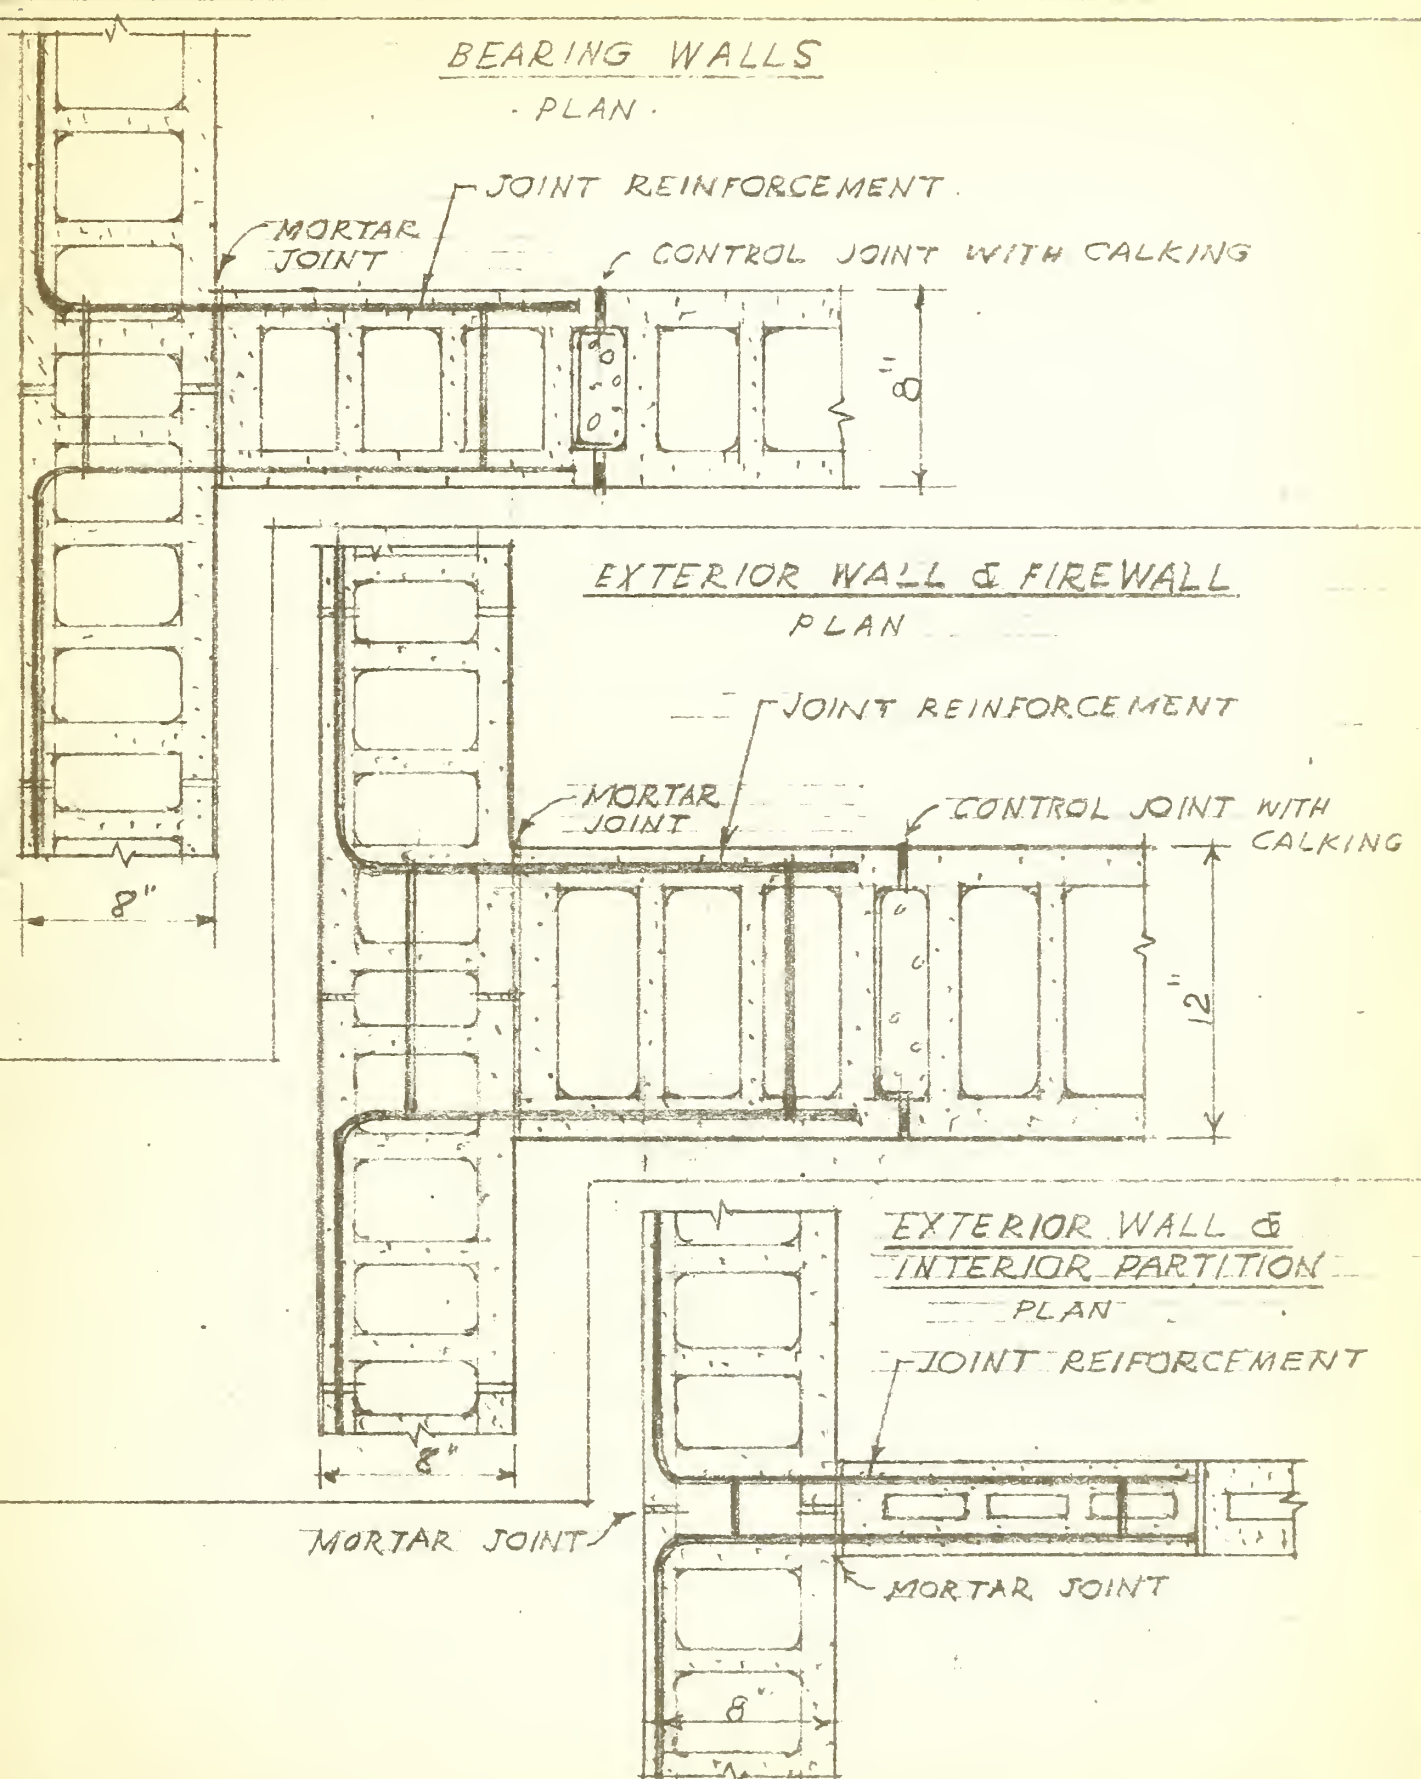 BEARING WALLS
· PLAN ·
JOINT REINFORCEMENT
MORTAR
JOINT
CONTROL JOINT WITH CALKING
8"
8"
EXTERIOR WALL & FIREWALL
PLAN
JOINT REINFORCEMENT
MORTAR
JOINT
CONTROL JOINT WITH
CALKING
12"
8"
EXTERIOR WALL &
INTERIOR PARTITION
PLAN
JOINT REIFORCEMENT
MORTAR JOINT
MORTAR JOINT
8"